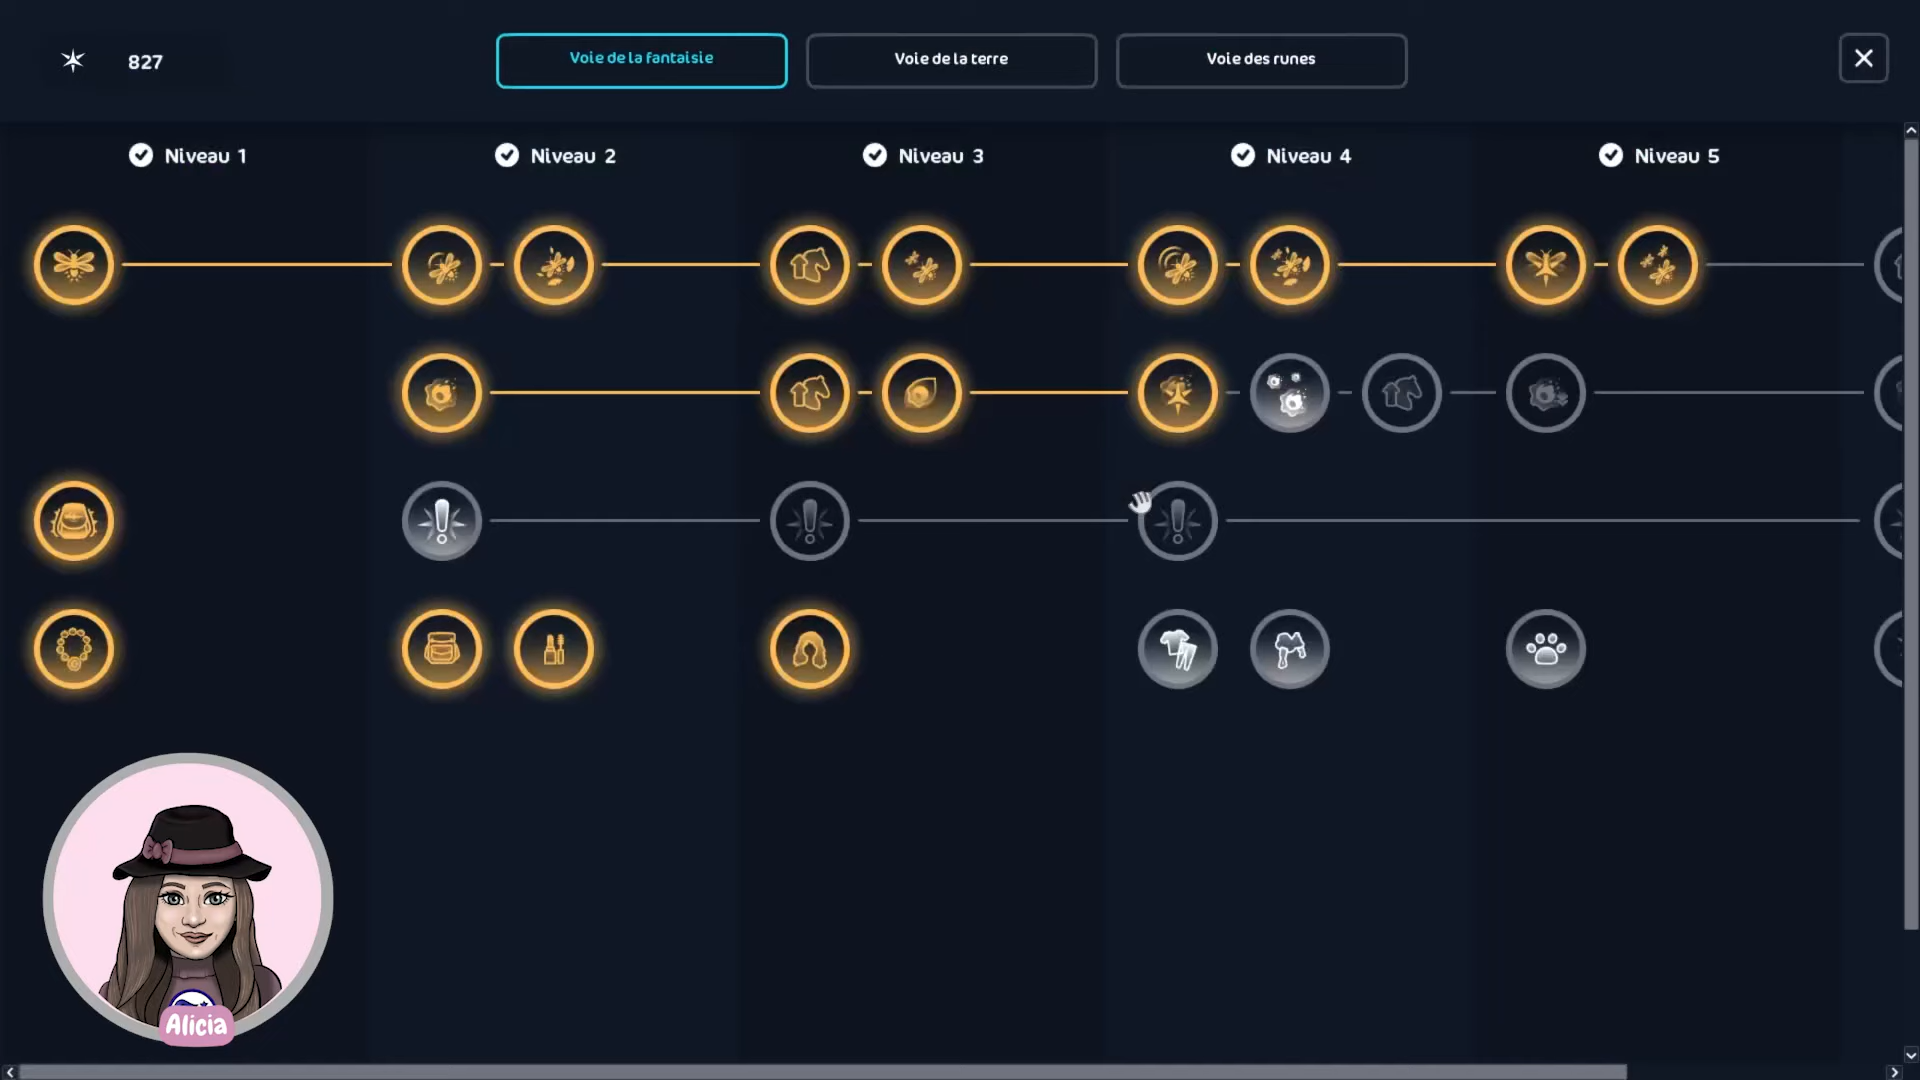 827
Voie de la fantaisie
Voie de la terre
Voie des runes
Niveau 1
Niveau 2
Niveau 3
Niveau 4
Niveau 5
Alicia